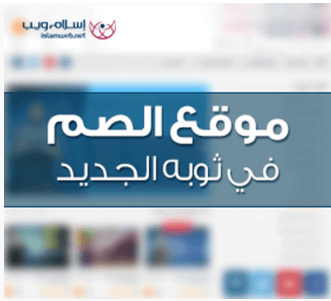 إسلام ويب
islamweb.net
موقع الصم
في ثوبه الجديد